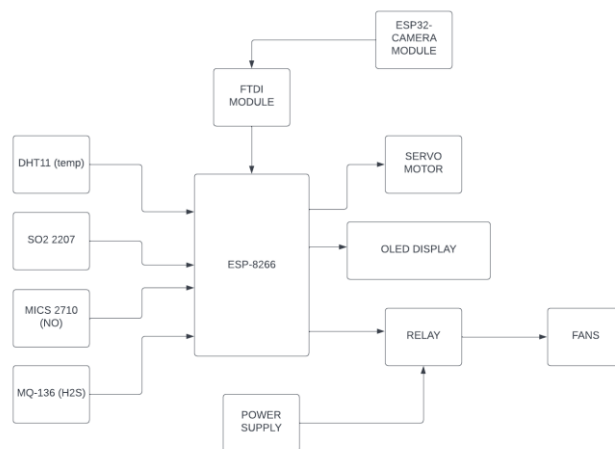 ESP32-
CAMERA
MODULE
FTDI
MODULE
DHT11 (temp)
SERVO
MOTOR
SO2 2207
OLED DISPLAY
ESP-8266
MICS 2710
(NO)
RELAY
FANS
MQ-136 (H2S)
POWER
SUPPLY